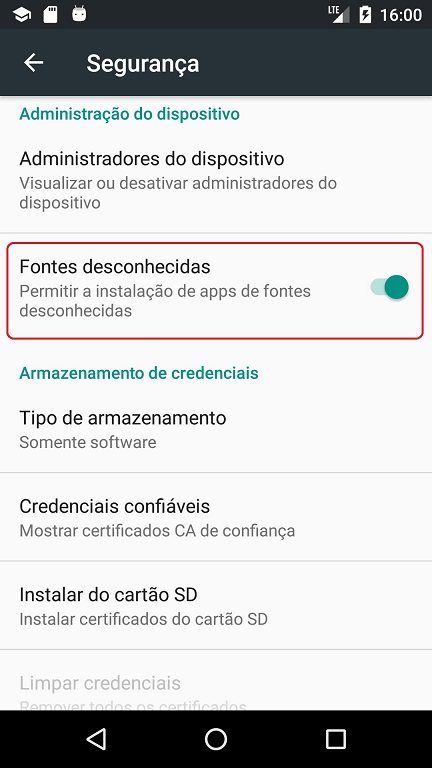 LTE 16:00
Segurança
Administração do dispositivo
Administradores do dispositivo
Visualizar ou desativar administradores do
dispositivo
Fontes desconhecidas
Permitir a instalação de apps de fontes
desconhecidas
Armazenamento de credenciais
Tipo de armazenamento
Somente software
Credenciais confiáveis
Mostrar certificados CA de confiança
Instalar do cartão SD
Instalar certificados do cartão SD
Limpar credenciais
Remover todos os certificados